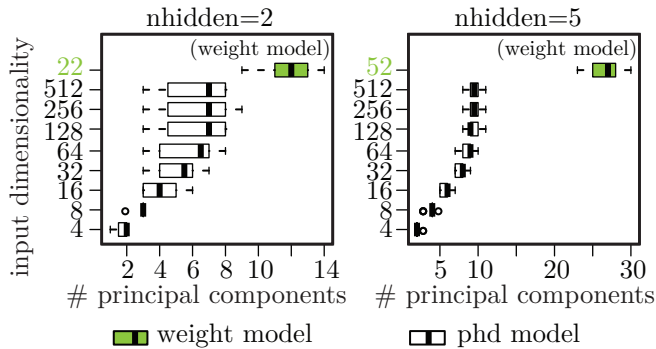 nhidden=2
nhidden=5
input dimensionality
(weight model)
22
512
256
128
64
32
16
8
4
2 4 6 8 10 14
# principal components
(weight model)
52
512
256
128
64
32
16
8
4
5 10 20 30
# principal components
weight model
phd model